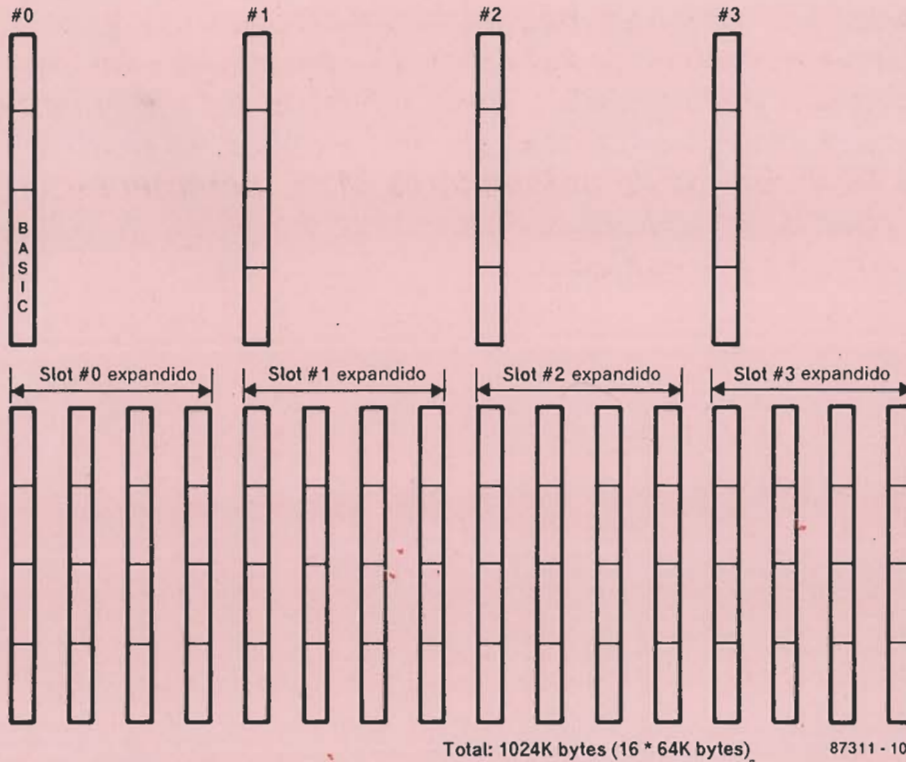 #0 #1 #2 #3
BASIC
Slot #0 expandido Slot #1 expandido Slot #2 expandido Slot #3 expandido
Total: 1024K bytes (16 * 64K bytes)
87311 - 10